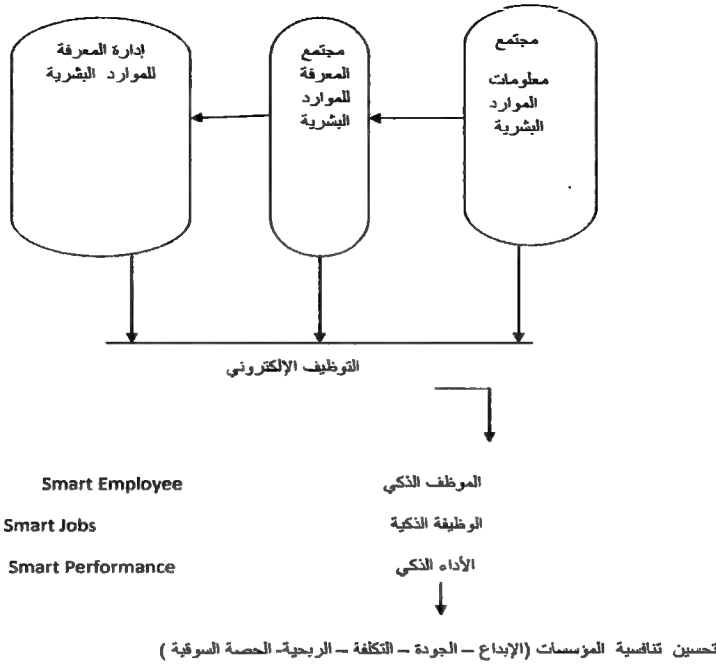 مجتمع
معلومات
الموارد
البشرية
مجتمع
المعرفة
للموارد
البشرية
إدارة المعرفة
للموارد البشرية
التوظيف الإلكتروني
الموظف الذكي Smart Employee
الوظيفة الذكية Smart Jobs
الأداء الذكي Smart Performance
تحسين تنافسية المؤسسات (الإبداع – الجودة – التكلفة – الربحية- الحصة السوقية )